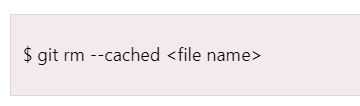 $ git rm --cached <file name>